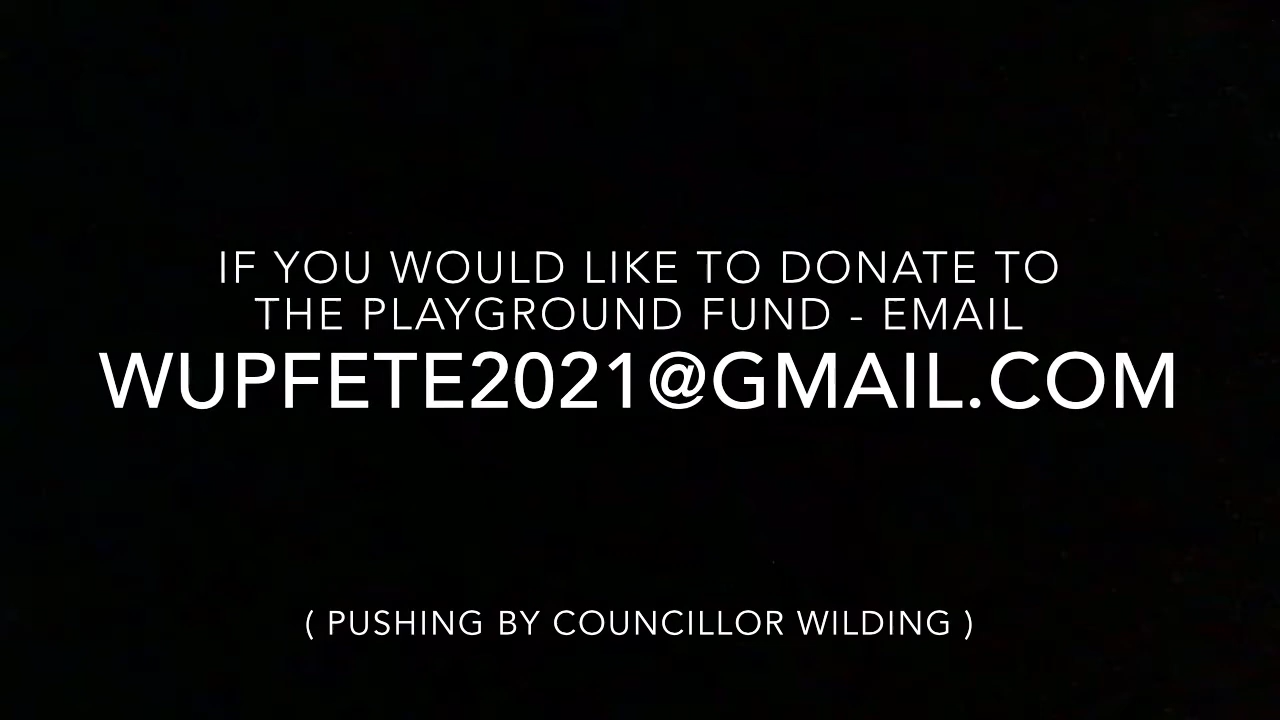 IF YOU WOULD LIKE TO DONATE TO
THE PLAYGROUND FUND - EMAIL
WUPFETE2021@GMAIL.COM
( PUSHING BY COUNCILLOR WILDING )